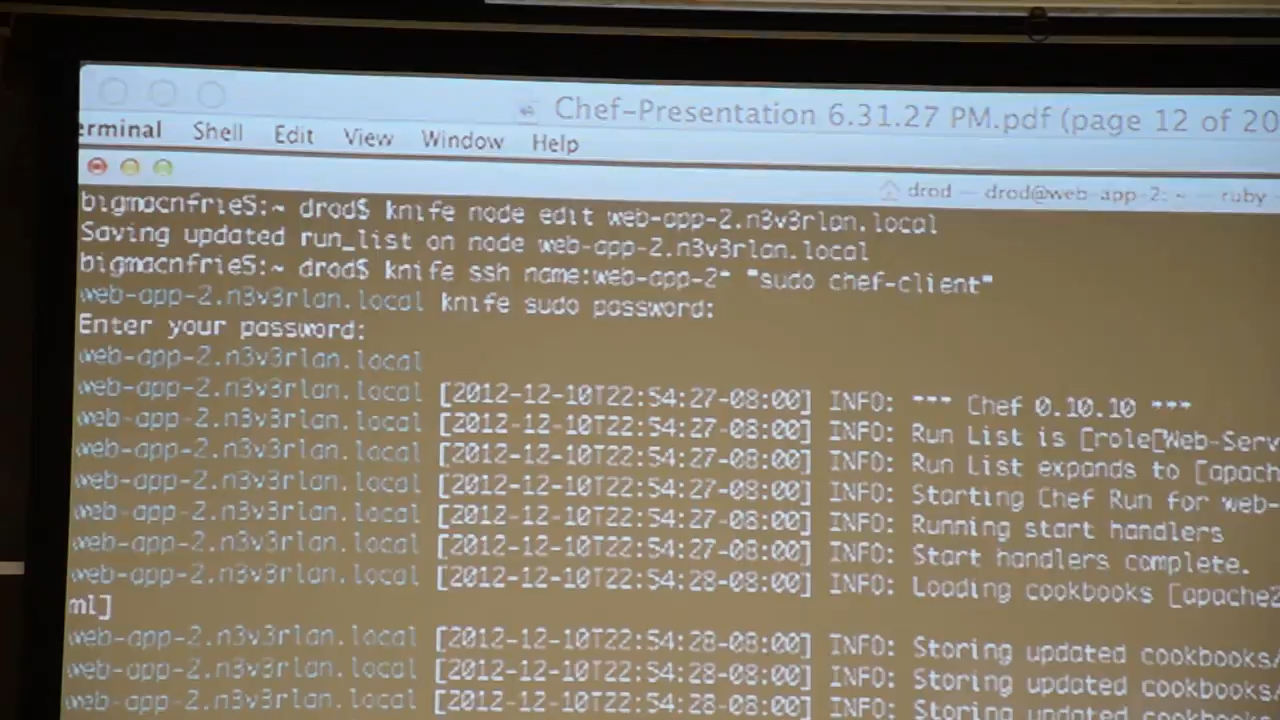 Chef-Presentation 6.31.27 PM.pdf (page 12 of 20
erminal Shell Edit View Window Help
drod — drod@web-app-2: ~ — ruby
bigmacnfrieS:~ drod$ knife node edit web-app-2.n3v3rlan.local
Saving updated run_list on node web-app-2.n3v3rlan.local
bigmacnfrieS:~ drod$ knife ssh name:web-app-2* "sudo chef-client"
web-app-2.n3v3rlan.local knife sudo password:
Enter your password:
web-app-2.n3v3rlan.local
web-app-2.n3v3rlan.local [2012-12-10T22:54:27-08:00] INFO: *** Chef 0.10.10 ***
web-app-2.n3v3rlan.local [2012-12-10T22:54:27-08:00] INFO: Run List is [role[Web-Serv
web-app-2.n3v3rlan.local [2012-12-10T22:54:27-08:00] INFO: Run List expands to [apach
web-app-2.n3v3rlan.local [2012-12-10T22:54:27-08:00] INFO: Starting Chef Run for web-
web-app-2.n3v3rlan.local [2012-12-10T22:54:27-08:00] INFO: Running start handlers
web-app-2.n3v3rlan.local [2012-12-10T22:54:27-08:00] INFO: Start handlers complete.
web-app-2.n3v3rlan.local [2012-12-10T22:54:28-08:00] INFO: Loading cookbooks [apache2
ml]
web-app-2.n3v3rlan.local [2012-12-10T22:54:28-08:00] INFO: Storing updated cookbooks/
web-app-2.n3v3rlan.local [2012-12-10T22:54:28-08:00] INFO: Storing updated cookbooks/
web-app-2.n3v3rlan.local [2012-12-10T22:54:28-08:00] INFO: Storing updated cookbooks/